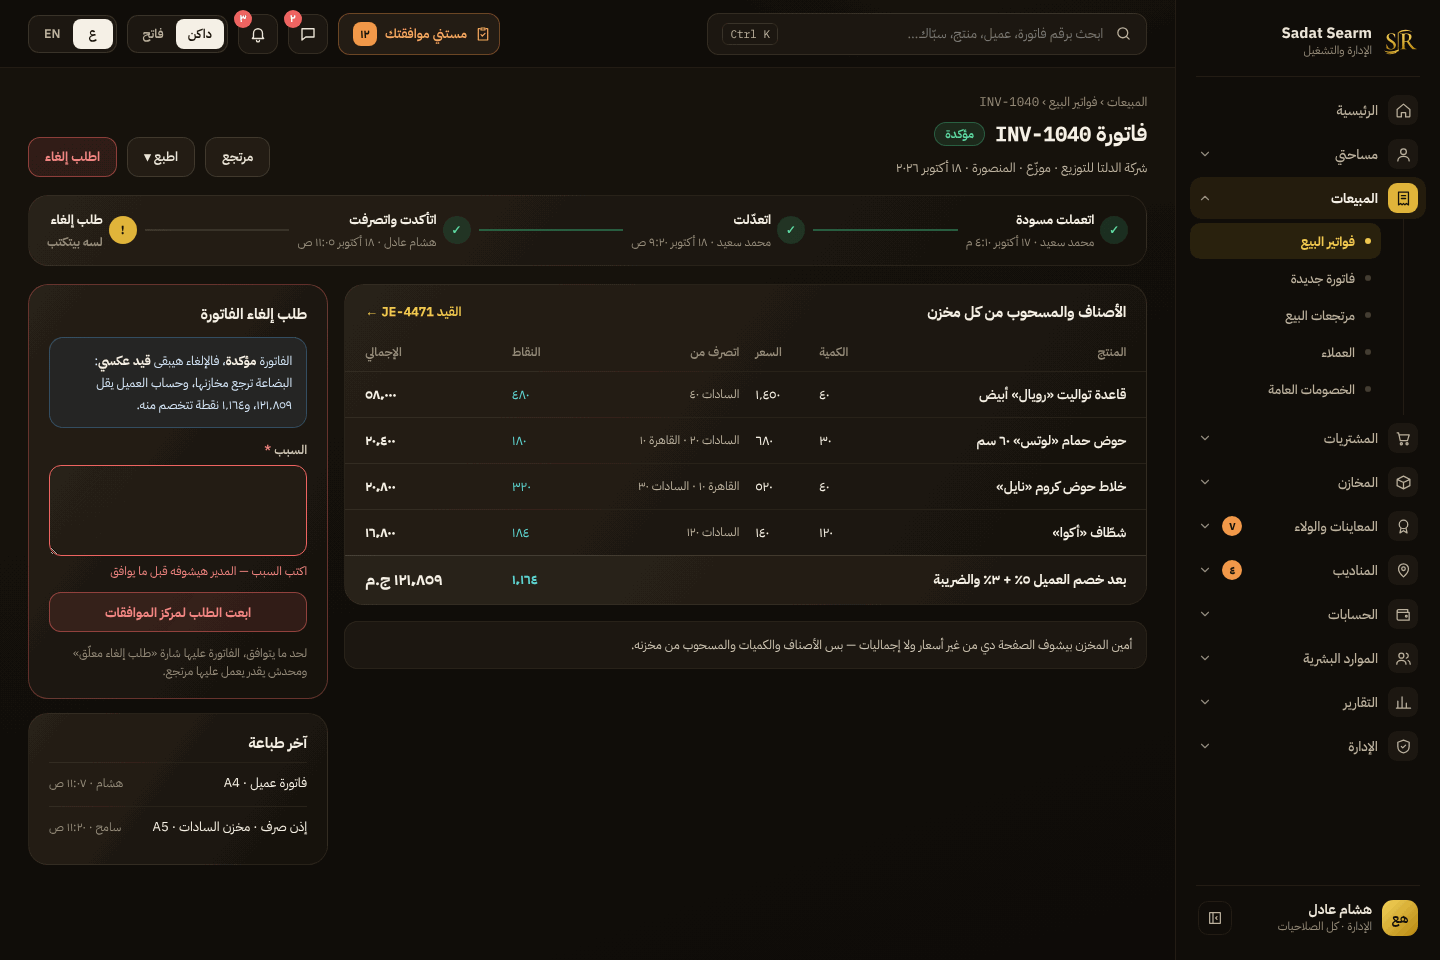 Sadat Searm
الإدارة والتشغيل
الرئيسية
مساحتي
المبيعات
فواتير البيع
فاتورة جديدة
مرتجعات البيع
العملاء
الخصومات العامة
المشتريات
المخازن
المعاينات والولاء ٧
المناديب ٤
الحسابات
الموارد البشرية
التقارير
الإدارة
هع
هشام عادل
الإدارة · كل الصلاحيات
ابحث برقم فاتورة، عميل، منتج، سبّاك... Ctrl K
مستني موافقتك ١٢
٢
٣
داكن فاتح
ع EN
المبيعات › فواتير البيع › INV-1040
فاتورة INV-1040 مؤكدة
شركة الدلتا للتوزيع · موزّع · المنصورة · ١٨ أكتوبر ٢٠٢٦
مرتجع
اطبع ▾
اطلب إلغاء
✓ اتعملت مسودة
محمد سعيد · ١٧ أكتوبر ٤:١٠ م
✓ اتعدّلت
محمد سعيد · ١٨ أكتوبر ٩:٢٠ ص
✓ اتأكدت واتصرفت
هشام عادل · ١٨ أكتوبر ١١:٠٥ ص
! طلب إلغاء
لسه بيتكتب
الأصناف والمسحوب من كل مخزن
القيد JE-4471 ←
المنتج الكمية السعر اتصرف من النقاط الإجمالي
قاعدة تواليت «رويال» أبيض ٤٠ ١,٤٥٠ السادات ٤٠ ٤٨٠ ٥٨,٠٠٠
حوض حمام «لوتس» ٦٠ سم ٣٠ ٦٨٠ السادات ٢٠ · القاهرة ١٠ ١٨٠ ٢٠,٤٠٠
خلاط حوض كروم «نايل» ٤٠ ٥٢٠ القاهرة ١٠ · السادات ٣٠ ٣٢٠ ٢٠,٨٠٠
شطّاف «أكوا» ١٢٠ ١٤٠ السادات ١٢٠ ١٨٤ ١٦,٨٠٠
بعد خصم العميل ٥٪ + ٣٪ والضريبة ١,١٦٤ ١٢١,٨٥٩ ج.م
أمين المخزن بيشوف الصفحة دي من غير أسعار ولا إجماليات — بس الأصناف والكميات والمسحوب من مخزنه.
طلب إلغاء الفاتورة
الفاتورة مؤكدة، فالإلغاء هيبقى قيد عكسي:
البضاعة ترجع مخازنها، وحساب العميل يقل
١٢١,٨٥٩، و١,١٦٤ نقطة تتخصم منه.
السبب *
اكتب السبب — المدير هيشوفه قبل ما يوافق
ابعت الطلب لمركز الموافقات
لحد ما يتوافق، الفاتورة عليها شارة «طلب إلغاء معلّق»
ومحدش يقدر يعمل عليها مرتجع.
آخر طباعة
فاتورة عميل · A4 هشام · ١١:٠٧ ص
إذن صرف · مخزن السادات · A5 سامح · ١١:٢٠ ص